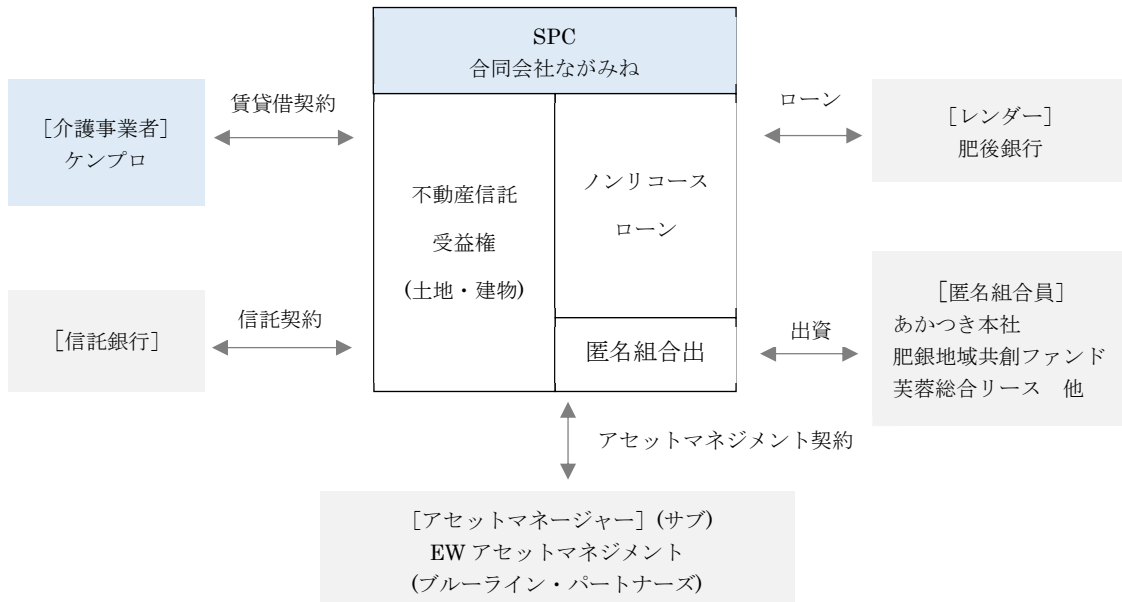 SPC
合同会社ながみね
賃貸借契約
［介護事業者］
ケンプロ
ローン
［レンダー］
肥後銀行
不動産信託
受益権
(土地・建物)
ノンリコース
ローン
信託契約
［信託銀行］
匿名組合出
出資
［匿名組合員］
あかつき本社
肥銀地域共創ファンド
芙蓉総合リース　他
アセットマネジメント契約
［アセットマネージャー］(サブ)
EW アセットマネジメント
(ブルーライン・パートナーズ)